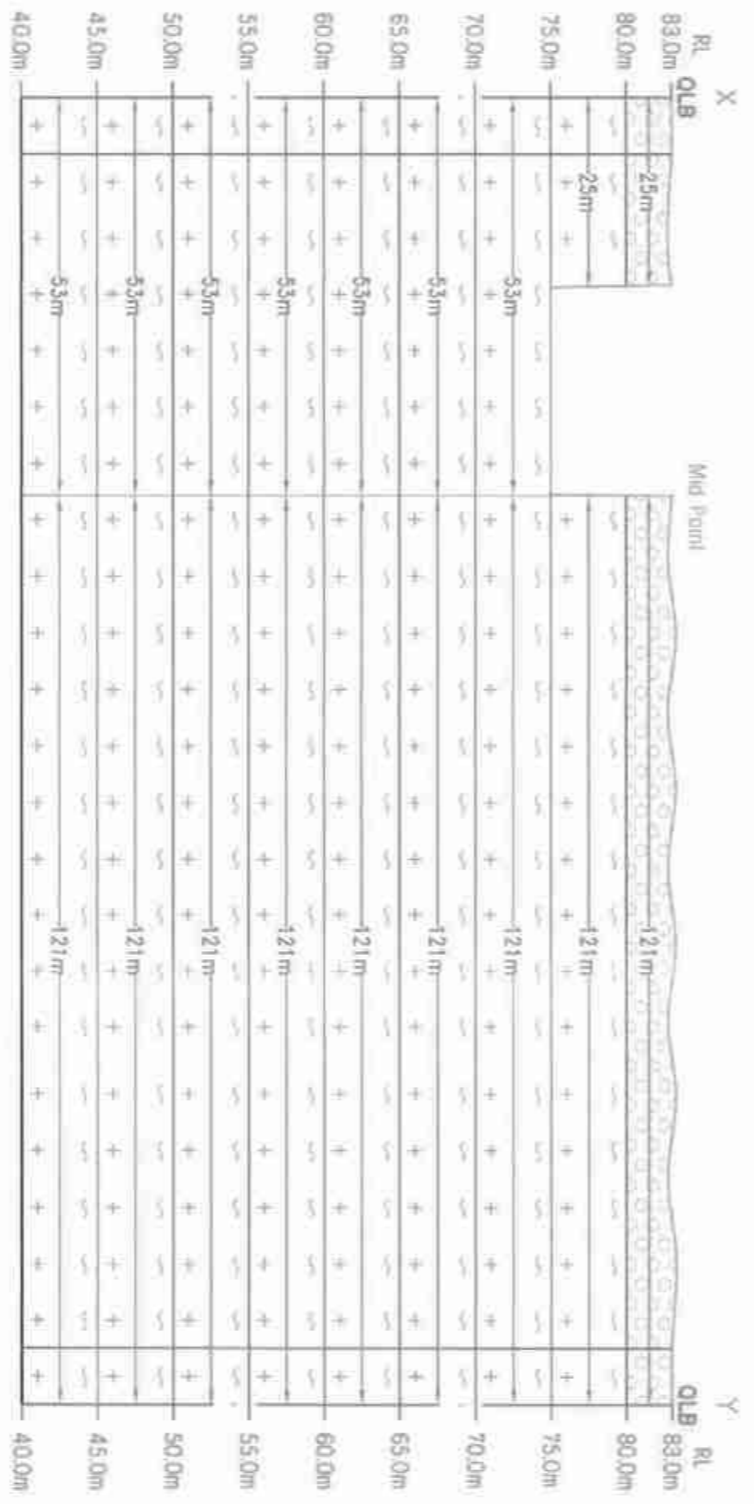 X Y
RL Mid Point RL
QLB QLB
83.0m 83.0m
25m 121m
80.0m 80.0m
25m 121m
75.0m 75.0m
53m 121m
70.0m 70.0m
53m 121m
65.0m 65.0m
53m 121m
60.0m 60.0m
53m 121m
55.0m 55.0m
53m 121m
50.0m 50.0m
53m 121m
45.0m 45.0m
53m 121m
40.0m 40.0m